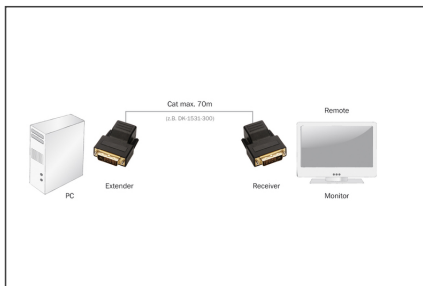 Cat max. 70m
(z.B. DK-1531-300)
Remote
Extender
Receiver
PC
Monitor